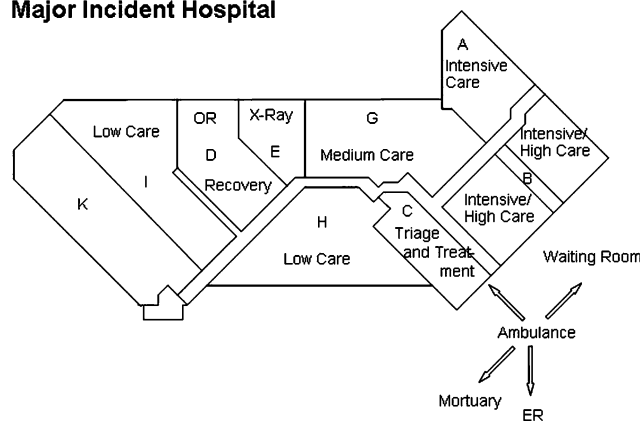 Major Incident Hospital
A
Intensive
Care
OR
X-Ray
G
Low Care
Intensive/
High Care
D
E
Medium Care
I
Recovery
B
K
Intensive/
High Care
H
C
Triage
and Treat-
ment
Low Care
Waiting Room
Ambulance
Mortuary
ER